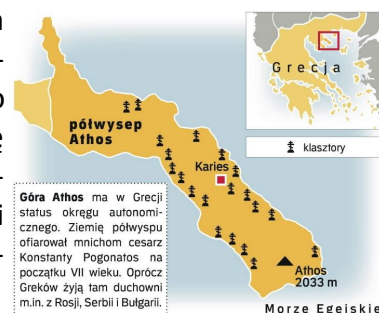 Grecja
klasztory
półwysep
Athos
Karies
Góra Athos ma w Grecji
status okręgu autonomi-
cznego. Ziemię półwyspu
ofiarował mnichom cesarz
Konstanty Pogonatos na
początku VII wieku. Oprócz
Greków żyją tam duchowni
m.in. z Rosji, Serbii i Bułgarii.
Athos
2033 m
Morze Egejskie